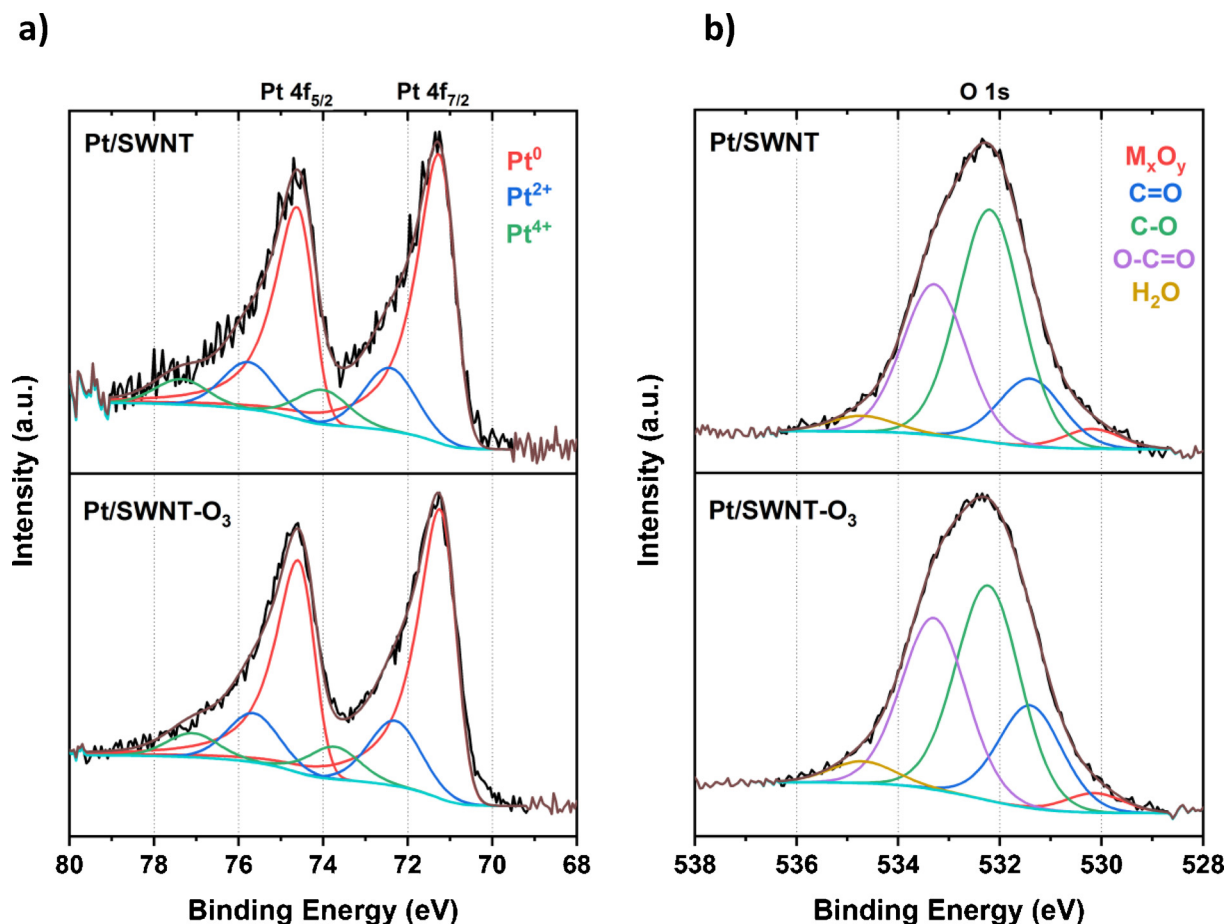 a)
Pt 4f5/2 Pt 4f7/2
Pt/SWNT
Pt0
Pt2+
Pt4+
Pt/SWNT-O3
Intensity (a.u.)
80 78 76 74 72 70 68
Binding Energy (eV)
b)
O 1s
Pt/SWNT
MxOy
C=O
C-O
O-C=O
H2O
Pt/SWNT-O3
Intensity (a.u.)
538 536 534 532 530 528
Binding Energy (eV)